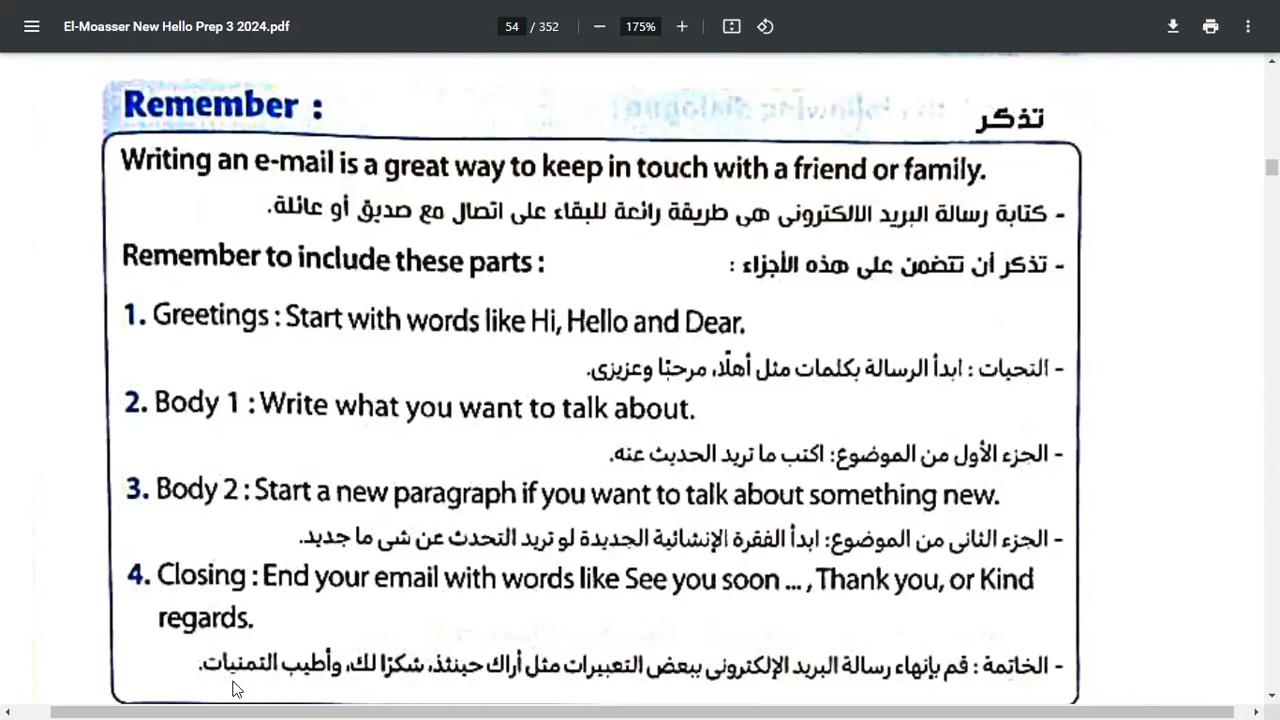 El-Moasser New Hello Prep 3 2024.pdf
54 / 352
175%
Remember :
تذكر
Writing an e-mail is a great way to keep in touch with a friend or family.
- كتابة رسالة البريد الالكترونى هى طريقة رائعة للبقاء على اتصال مع صديق أو عائلة.
Remember to include these parts :
- تذكر أن تتضمن على هذه الأجزاء :
1. Greetings : Start with words like Hi, Hello and Dear.
- التحيات : ابدأ الرسالة بكلمات مثل أهلًا، مرحبًا وعزيزى.
2. Body 1 : Write what you want to talk about.
- الجزء الأول من الموضوع: اكتب ما تريد الحديث عنه.
3. Body 2 : Start a new paragraph if you want to talk about something new.
- الجزء الثانى من الموضوع: ابدأ الفقرة الإنشائية الجديدة لو تريد التحدث عن شى ما جديد.
4. Closing : End your email with words like See you soon ... , Thank you, or Kind
regards.
- الخاتمة : قم بإنهاء رسالة البريد الإلكترونى ببعض التعبيرات مثل أراك حينئذ، شكرًا لك، وأطيب التمنيات.